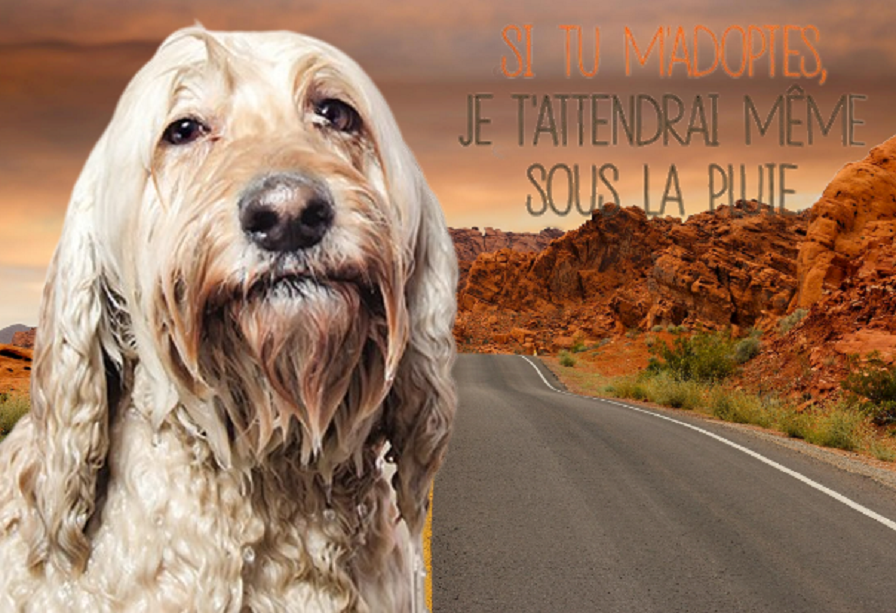 SI TU M'ADOPTES,
JE T'ATTENDRAI MÊME
SOUS LA PLUIE